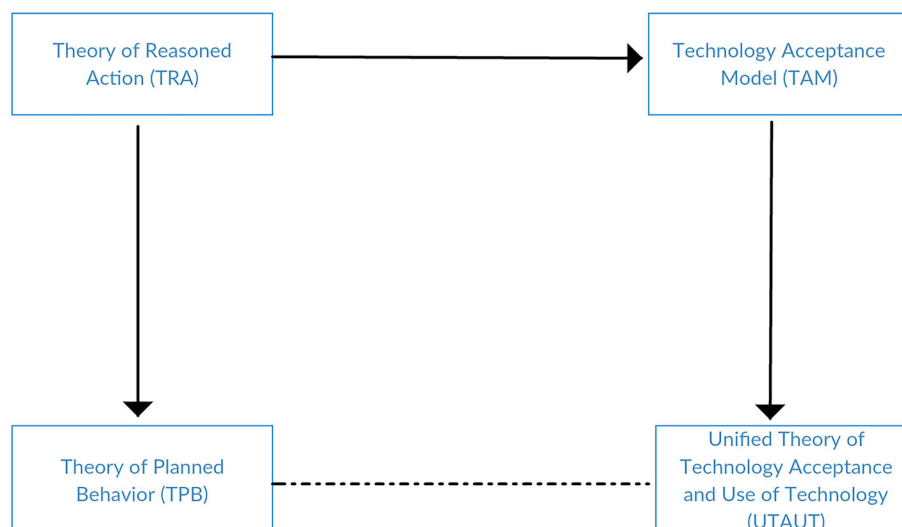 Theory of Reasoned
Action (TRA)
Technology Acceptance
Model (TAM)
Theory of Planned
Behavior (TPB)
Unified Theory of
Technology Acceptance
and Use of Technology
(UTAUT)